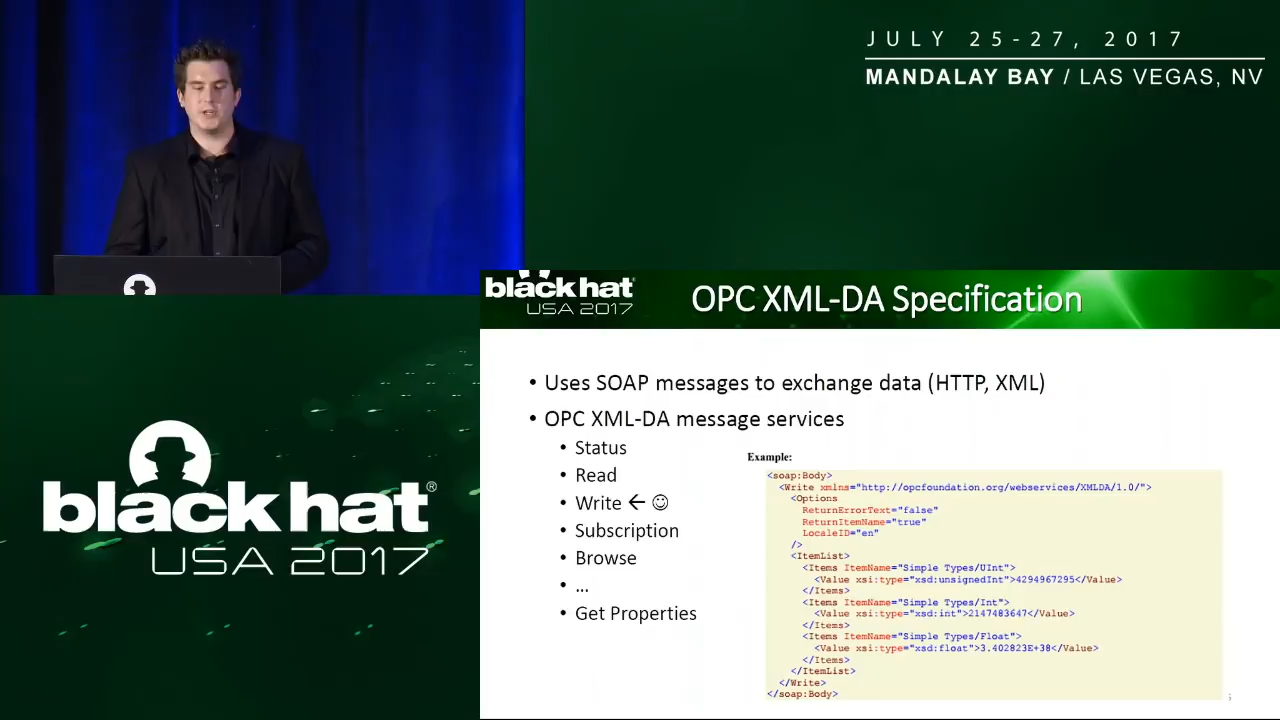 JULY 25-27, 2017
MANDALAY BAY / LAS VEGAS, NV
black hat
USA 2017
OPC XML-DA Specification
• Uses SOAP messages to exchange data (HTTP, XML)
• OPC XML-DA message services
• Status
• Read
• Write ← ☺
• Subscription
• Browse
• ...
• Get Properties
Example:
<soap:Body>
<Write xmlns="http://opcfoundation.org/webservices/XMLDA/1.0/">
<Options
ReturnErrorText="false"
ReturnItemName="true"
LocaleID="en"
/>
<ItemList>
<Items ItemName="Simple Types/UInt">
<Value xsi:type="xsd:unsignedInt">4294967295</Value>
</Items>
<Items ItemName="Simple Types/Int">
<Value xsi:type="xsd:int">2147483647</Value>
</Items>
<Items ItemName="Simple Types/Float">
<Value xsi:type="xsd:float">3.402823E+38</Value>
</Items>
</ItemList>
</Write>
</soap:Body>
black hat®
USA 2017